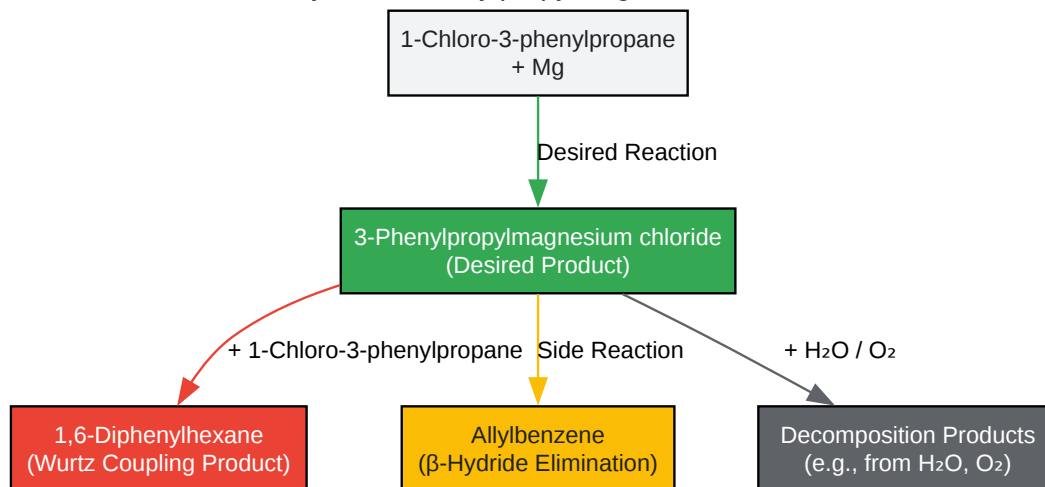 1-Chloro-3-phenylpropane
+ Mg
Desired Reaction
3-Phenylpropylmagnesium chloride
(Desired Product)
+ 1-Chloro-3-phenylpropane
Side Reaction
+ H₂O / O₂
1,6-Diphenylhexane
(Wurtz Coupling Product)
Allylbenzene
(β-Hydride Elimination)
Decomposition Products
(e.g., from H₂O, O₂)